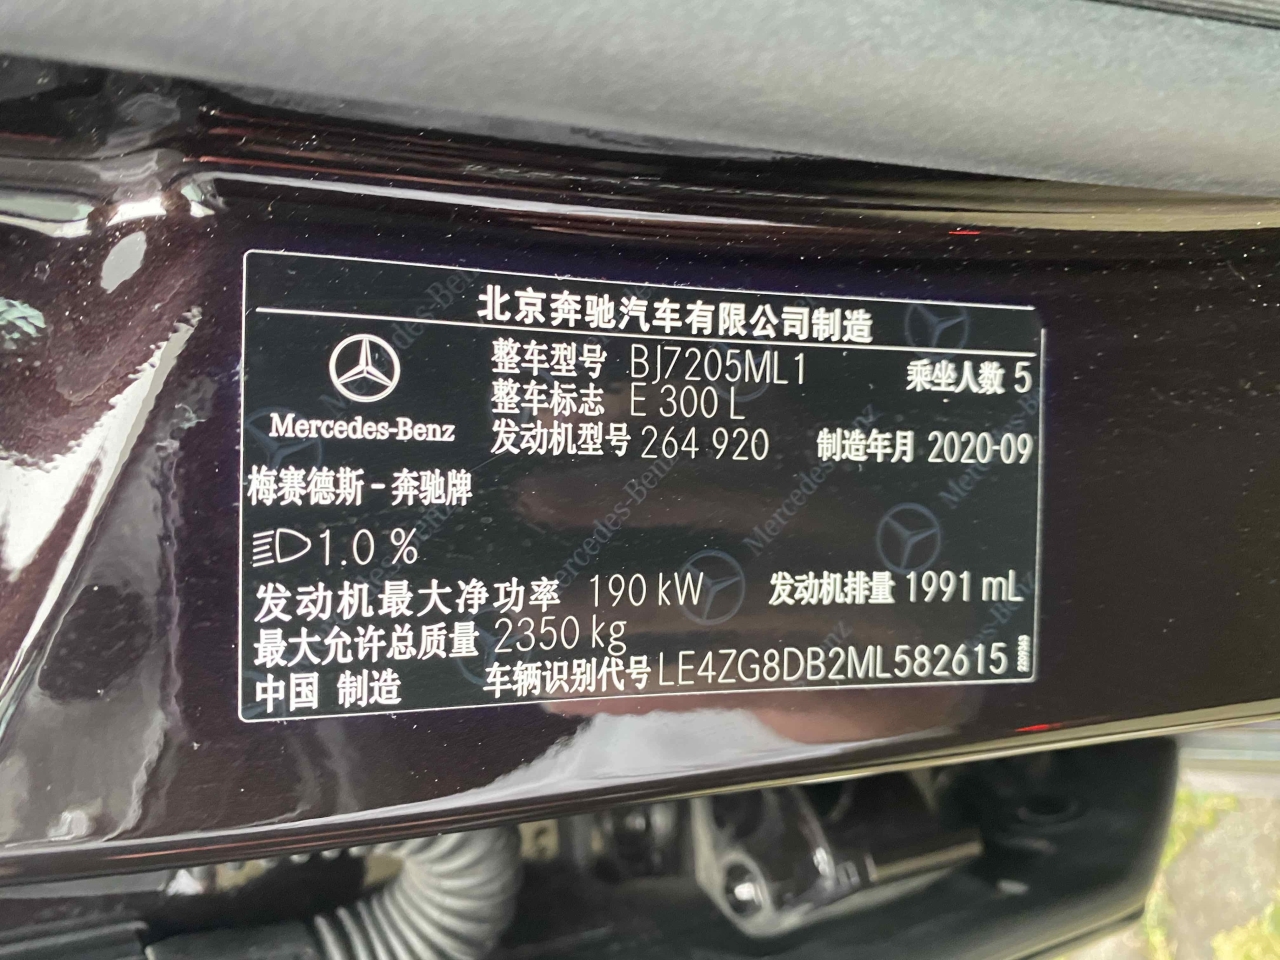 北京奔驰汽车有限公司制造
Mercedes-Benz
整车型号 BJ7205ML1 乘坐人数 5
整车标志 E 300 L
发动机型号 264 920 制造年月 2020-09
梅赛德斯-奔驰牌
1.0 %
发动机最大净功率 190 kW 发动机排量 1991 mL
最大允许总质量 2350 kg
中国 制造 车辆识别代号 LE4ZG8DB2ML582615